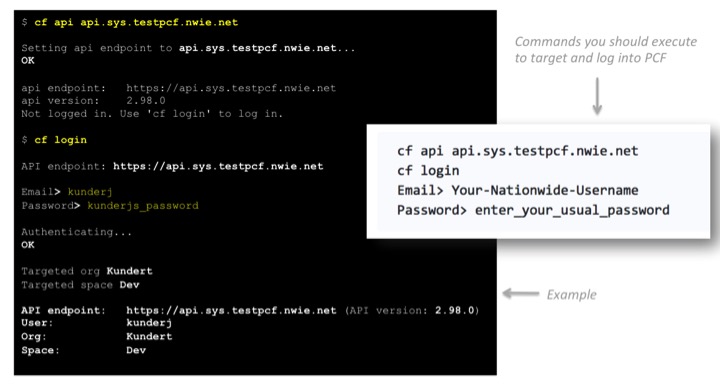 $ cf api api.sys.testpcf.nwie.net
Setting api endpoint to api.sys.testpcf.nwie.net...
OK
api endpoint:   https://api.sys.testpcf.nwie.net
api version:    2.98.0
Not logged in. Use 'cf login' to log in.
$ cf login
API endpoint: https://api.sys.testpcf.nwie.net
Email> kunderj
Password> kunderjs_password
Authenticating...
OK
Targeted org Kundert
Targeted space Dev
API endpoint:   https://api.sys.testpcf.nwie.net (API version: 2.98.0)
User:           kunderj
Org:            Kundert
Space:          Dev
Commands you should execute
to target and log into PCF
cf api api.sys.testpcf.nwie.net
cf login
Email> Your-Nationwide-Username
Password> enter_your_usual_password
Example